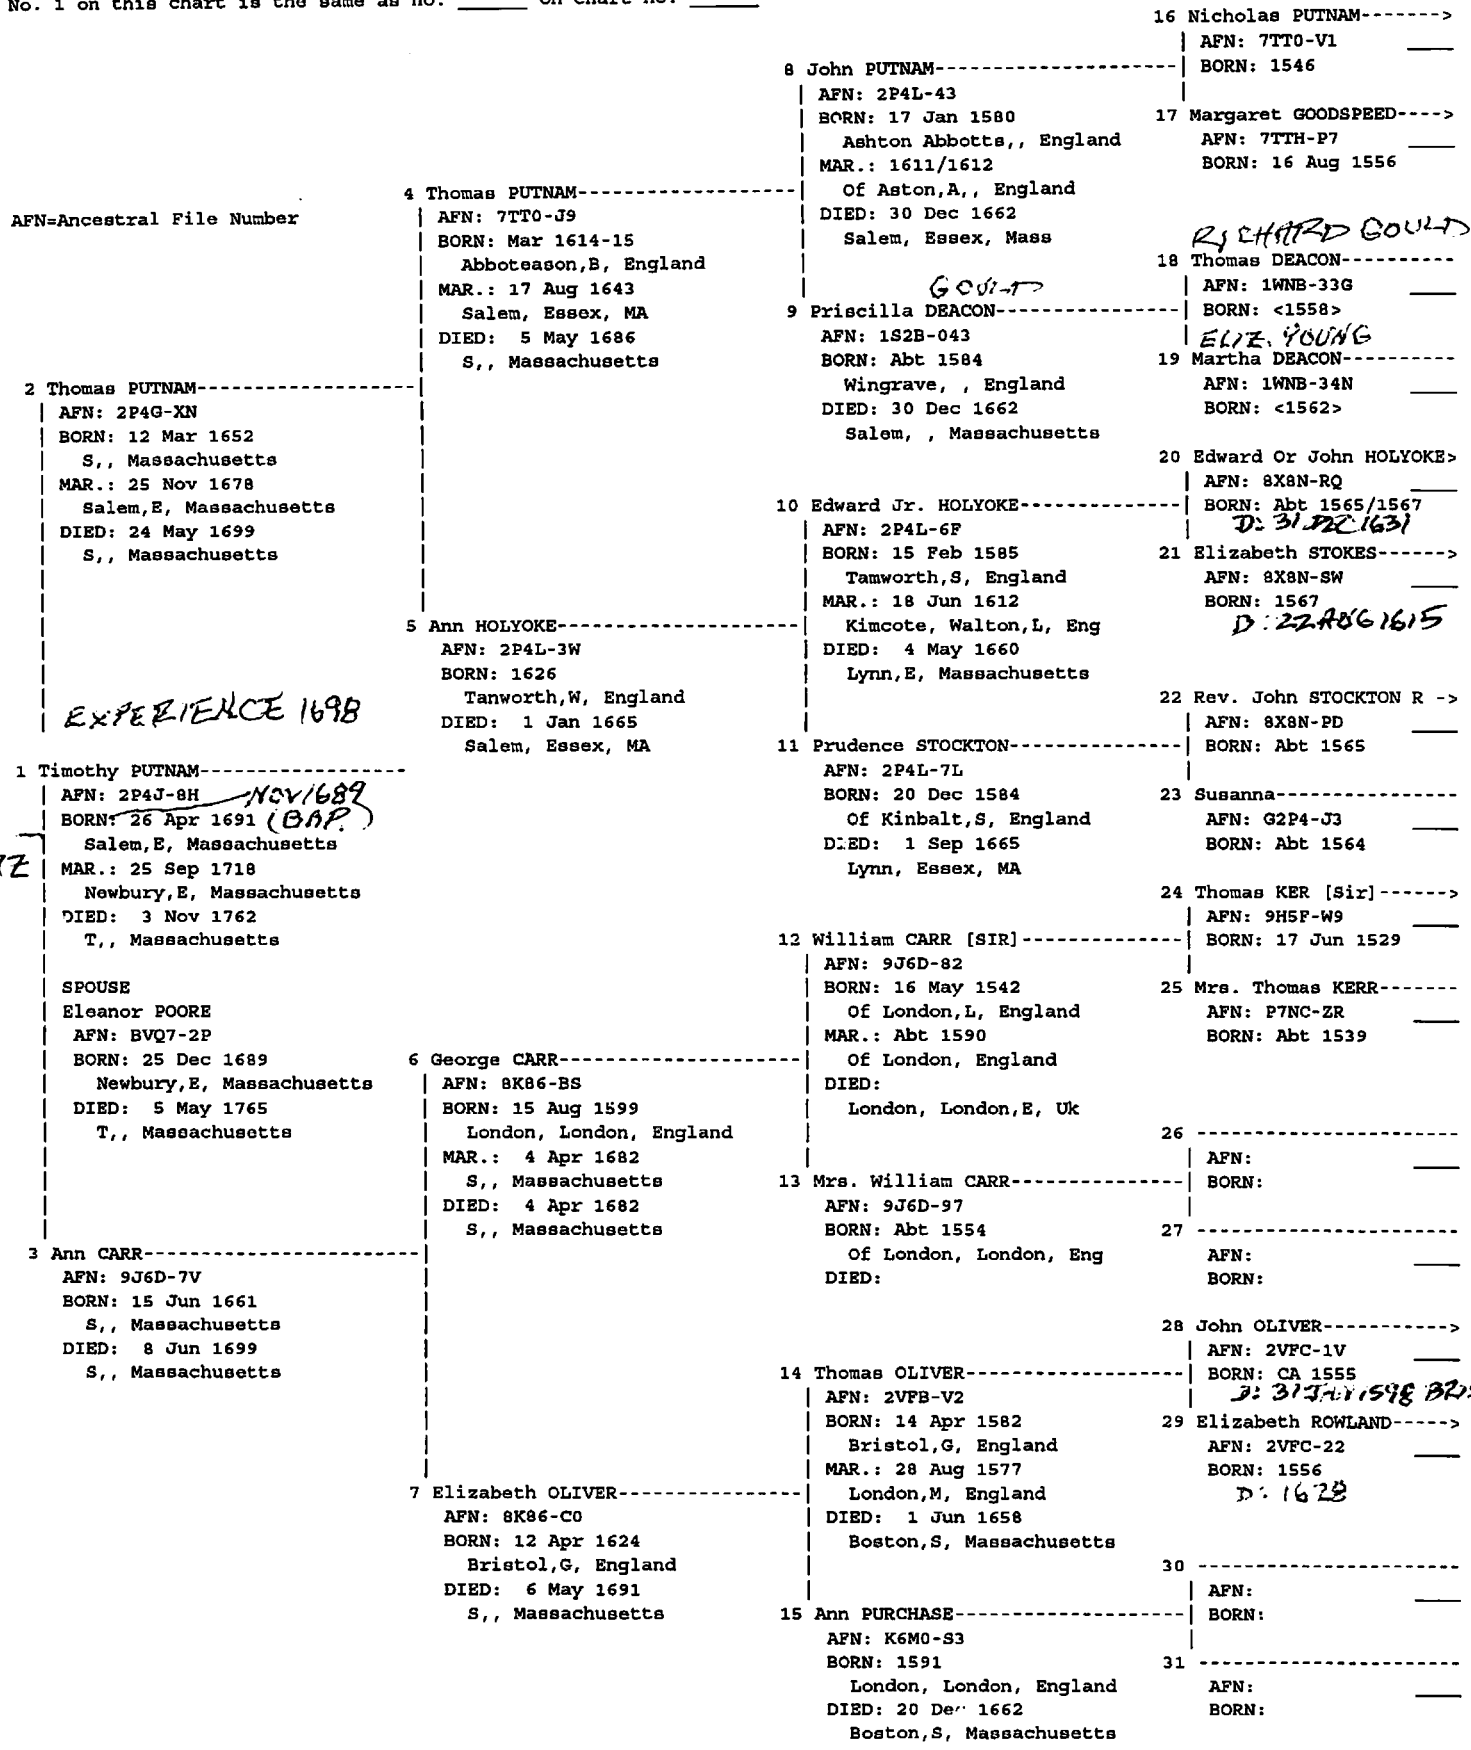 No. 1 on this chart is the same as no. _____ on chart no. _____
AFN=Ancestral File Number
EXPERIENCE 1698
1 Timothy PUTNAM
AFN: 2P4J-8H NOV 1689
BORN: 26 Apr 1691 (BAP.)
Salem,E, Massachusetts
MAR.: 25 Sep 1718
Newbury,E, Massachusetts
DIED: 3 Nov 1762
T,, Massachusetts
SPOUSE
Eleanor POORE
AFN: BVQ7-2P
BORN: 25 Dec 1689
Newbury,E, Massachusetts
DIED: 5 May 1765
T,, Massachusetts
2 Thomas PUTNAM
AFN: 2P4G-XN
BORN: 12 Mar 1652
S,, Massachusetts
MAR.: 25 Nov 1678
Salem,E, Massachusetts
DIED: 24 May 1699
S,, Massachusetts
3 Ann CARR
AFN: 9J6D-7V
BORN: 15 Jun 1661
S,, Massachusetts
DIED: 8 Jun 1699
S,, Massachusetts
4 Thomas PUTNAM
AFN: 7TT0-J9
BORN: Mar 1614-15
Abboteason,B, England
MAR.: 17 Aug 1643
Salem, Essex, MA
DIED: 5 May 1686
S,, Massachusetts
5 Ann HOLYOKE
AFN: 2P4L-3W
BORN: 1626
Tanworth,W, England
DIED: 1 Jan 1665
Salem, Essex, MA
6 George CARR
AFN: 8K86-BS
BORN: 15 Aug 1599
London, London, England
MAR.: 4 Apr 1682
S,, Massachusetts
DIED: 4 Apr 1682
S,, Massachusetts
7 Elizabeth OLIVER
AFN: 8K86-C0
BORN: 12 Apr 1624
Bristol,G, England
DIED: 6 May 1691
S,, Massachusetts
8 John PUTNAM
AFN: 2P4L-43
BORN: 17 Jan 1580
Ashton Abbotts,, England
MAR.: 1611/1612
Of Aston,A,, England
DIED: 30 Dec 1662
Salem, Essex, Mass
GOULD
9 Priscilla DEACON
AFN: 1S2B-043
BORN: Abt 1584
Wingrave, , England
DIED: 30 Dec 1662
Salem, , Massachusetts
10 Edward Jr. HOLYOKE
AFN: 2P4L-6F
BORN: 15 Feb 1585
Tamworth,S, England
MAR.: 18 Jun 1612
Kimcote, Walton,L, Eng
DIED: 4 May 1660
Lynn,E, Massachusetts
11 Prudence STOCKTON
AFN: 2P4L-7L
BORN: 20 Dec 1584
Of Kinbalt,S, England
DIED: 1 Sep 1665
Lynn, Essex, MA
12 William CARR [SIR]
AFN: 9J6D-82
BORN: 16 May 1542
Of London,L, England
MAR.: Abt 1590
Of London, England
DIED:
London, London,E, Uk
13 Mrs. William CARR
AFN: 9J6D-97
BORN: Abt 1554
Of London, London, Eng
DIED:
14 Thomas OLIVER
AFN: 2VFB-V2
BORN: 14 Apr 1582
Bristol,G, England
MAR.: 28 Aug 1577
London,M, England
DIED: 1 Jun 1658
Boston,S, Massachusetts
15 Ann PURCHASE
AFN: K6M0-S3
BORN: 1591
London, London, England
DIED: 20 Dec 1662
Boston,S, Massachusetts
16 Nicholas PUTNAM------->
AFN: 7TT0-V1
BORN: 1546
17 Margaret GOODSPEED---->
AFN: 7TTH-P7
BORN: 16 Aug 1556
RICHARD GOULD
18 Thomas DEACON
AFN: 1WNB-33G
BORN: <1558>
ELIZ. YOUNG
19 Martha DEACON
AFN: 1WNB-34N
BORN: <1562>
20 Edward Or John HOLYOKE>
AFN: 8X8N-RQ
BORN: Abt 1565/1567
D: 31 DEC 1631
21 Elizabeth STOKES------>
AFN: 8X8N-SW
BORN: 1567
D: 22 AUG 1615
22 Rev. John STOCKTON R ->
AFN: 8X8N-PD
BORN: Abt 1565
23 Susanna
AFN: G2P4-J3
BORN: Abt 1564
24 Thomas KER [Sir]------>
AFN: 9H5F-W9
BORN: 17 Jun 1529
25 Mrs. Thomas KERR
AFN: P7NC-ZR
BORN: Abt 1539
26
AFN:
BORN:
27
AFN:
BORN:
28 John OLIVER----------->
AFN: 2VFC-1V
BORN: CA 1555
D: 31 JAN 1598
29 Elizabeth ROWLAND----->
AFN: 2VFC-22
BORN: 1556
D: 1628
30
AFN:
BORN:
31
AFN:
BORN: